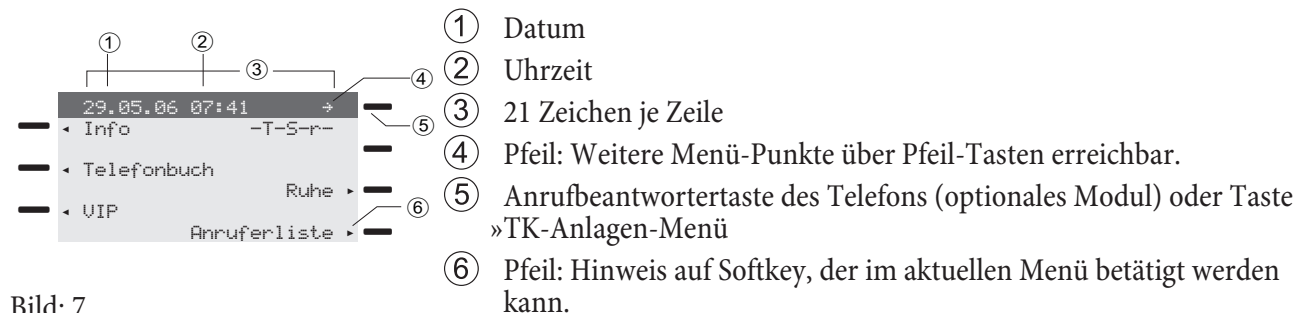 ① ②
③
④
29.05.06 07:41 →
⑤
◂ Info -T-S-r-
◂ Telefonbuch
Ruhe ▸
⑥
◂ VIP
Anruferliste ▸
Bild: 7
① Datum
② Uhrzeit
③ 21 Zeichen je Zeile
④ Pfeil: Weitere Menü-Punkte über Pfeil-Tasten erreichbar.
⑤ Anrufbeantwortertaste des Telefons (optionales Modul) oder Taste
»TK-Anlagen-Menü
⑥ Pfeil: Hinweis auf Softkey, der im aktuellen Menü betätigt werden
kann.